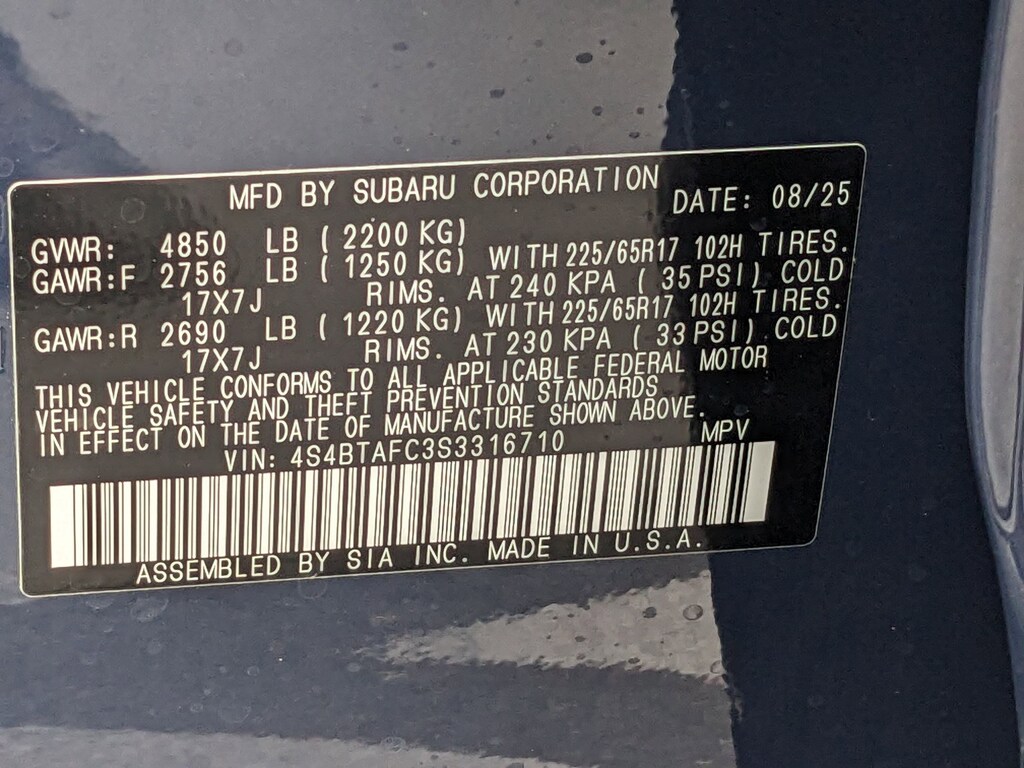 MFD BY SUBARU CORPORATION DATE: 08/25
GVWR: 4850 LB ( 2200 KG)
GAWR:F 2756 LB ( 1250 KG) WITH 225/65R17 102H TIRES.
17X7J RIMS. AT 240 KPA ( 35 PSI) COLD
GAWR:R 2690 LB ( 1220 KG) WITH 225/65R17 102H TIRES.
17X7J RIMS. AT 230 KPA ( 33 PSI) COLD
THIS VEHICLE CONFORMS TO ALL APPLICABLE FEDERAL MOTOR
VEHICLE SAFETY AND THEFT PREVENTION STANDARDS
IN EFFECT ON THE DATE OF MANUFACTURE SHOWN ABOVE.
VIN: 4S4BTAFC3S3316710 MPV
ASSEMBLED BY SIA INC. MADE IN U.S.A.